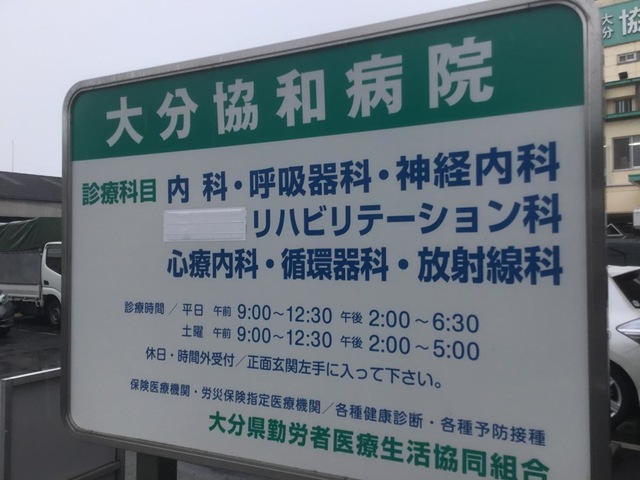 大分協和病院
診療科目 内科・呼吸器科・神経内科
リハビリテーション科
心療内科・循環器科・放射線科
診療時間／平日 午前 9:00～12:30 午後 2:00～6:30
土曜 午前 9:00～12:30 午後 2:00～5:00
休日・時間外受付／正面玄関左手に入って下さい。
保険医療機関・労災保険指定医療機関／各種健康診断・各種予防接種
大分県勤労者医療生活協同組合
大分 協